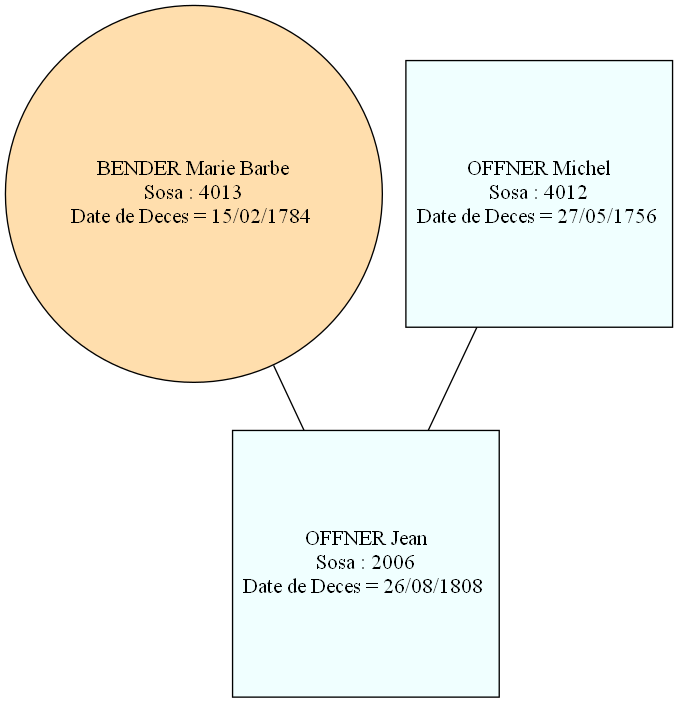 BENDER Marie Barbe
Sosa : 4013
Date de Deces = 15/02/1784
OFFNER Michel
Sosa : 4012
Date de Deces = 27/05/1756
OFFNER Jean
Sosa : 2006
Date de Deces = 26/08/1808